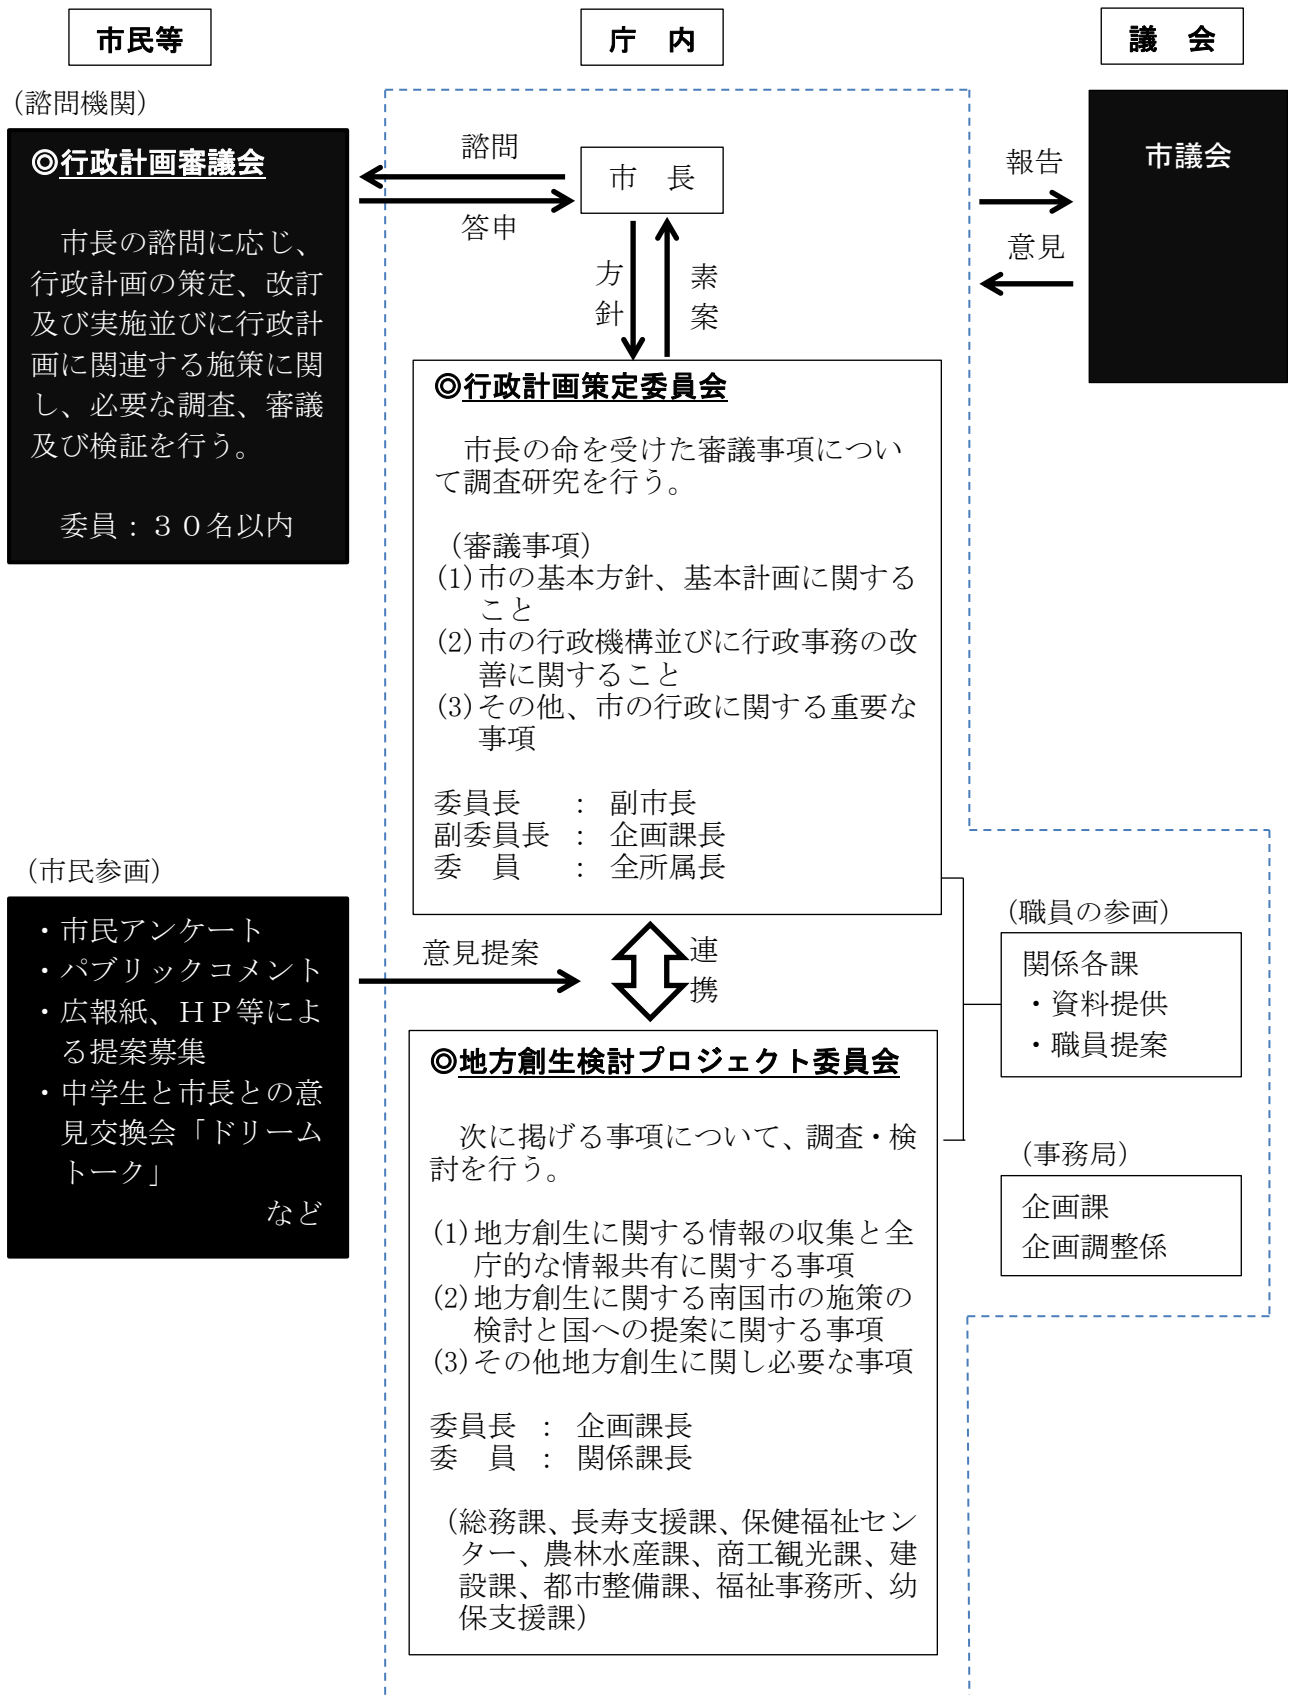 市民等
庁　内
議　会
(諮問機関)
◎行政計画審議会
市長の諮問に応じ、
行政計画の策定、改訂
及び実施並びに行政計
画に関連する施策に関
し、必要な調査、審議
及び検証を行う。
委員：３０名以内
諮問
答申
市　長
方針
素案
報告
意見
市議会
◎行政計画策定委員会
市長の命を受けた審議事項につい
て調査研究を行う。
（審議事項）
(1)市の基本方針、基本計画に関する
こと
(2)市の行政機構並びに行政事務の改
善に関すること
(3)その他、市の行政に関する重要な
事項
委員長　　：　副市長
副委員長　：　企画課長
委　員　　：　全所属長
(市民参画)
・市民アンケート
・パブリックコメント
・広報紙、ＨＰ等によ
る提案募集
・中学生と市長との意
見交換会「ドリーム
トーク」
など
意見提案
連携
(職員の参画)
関係各課
・資料提供
・職員提案
(事務局)
企画課
企画調整係
◎地方創生検討プロジェクト委員会
次に掲げる事項について、調査・検
討を行う。
(1)地方創生に関する情報の収集と全
庁的な情報共有に関する事項
(2)地方創生に関する南国市の施策の
検討と国への提案に関する事項
(3)その他地方創生に関し必要な事項
委員長　：　企画課長
委　員　：　関係課長
（総務課、長寿支援課、保健福祉セン
ター、農林水産課、商工観光課、建
設課、都市整備課、福祉事務所、幼
保支援課）